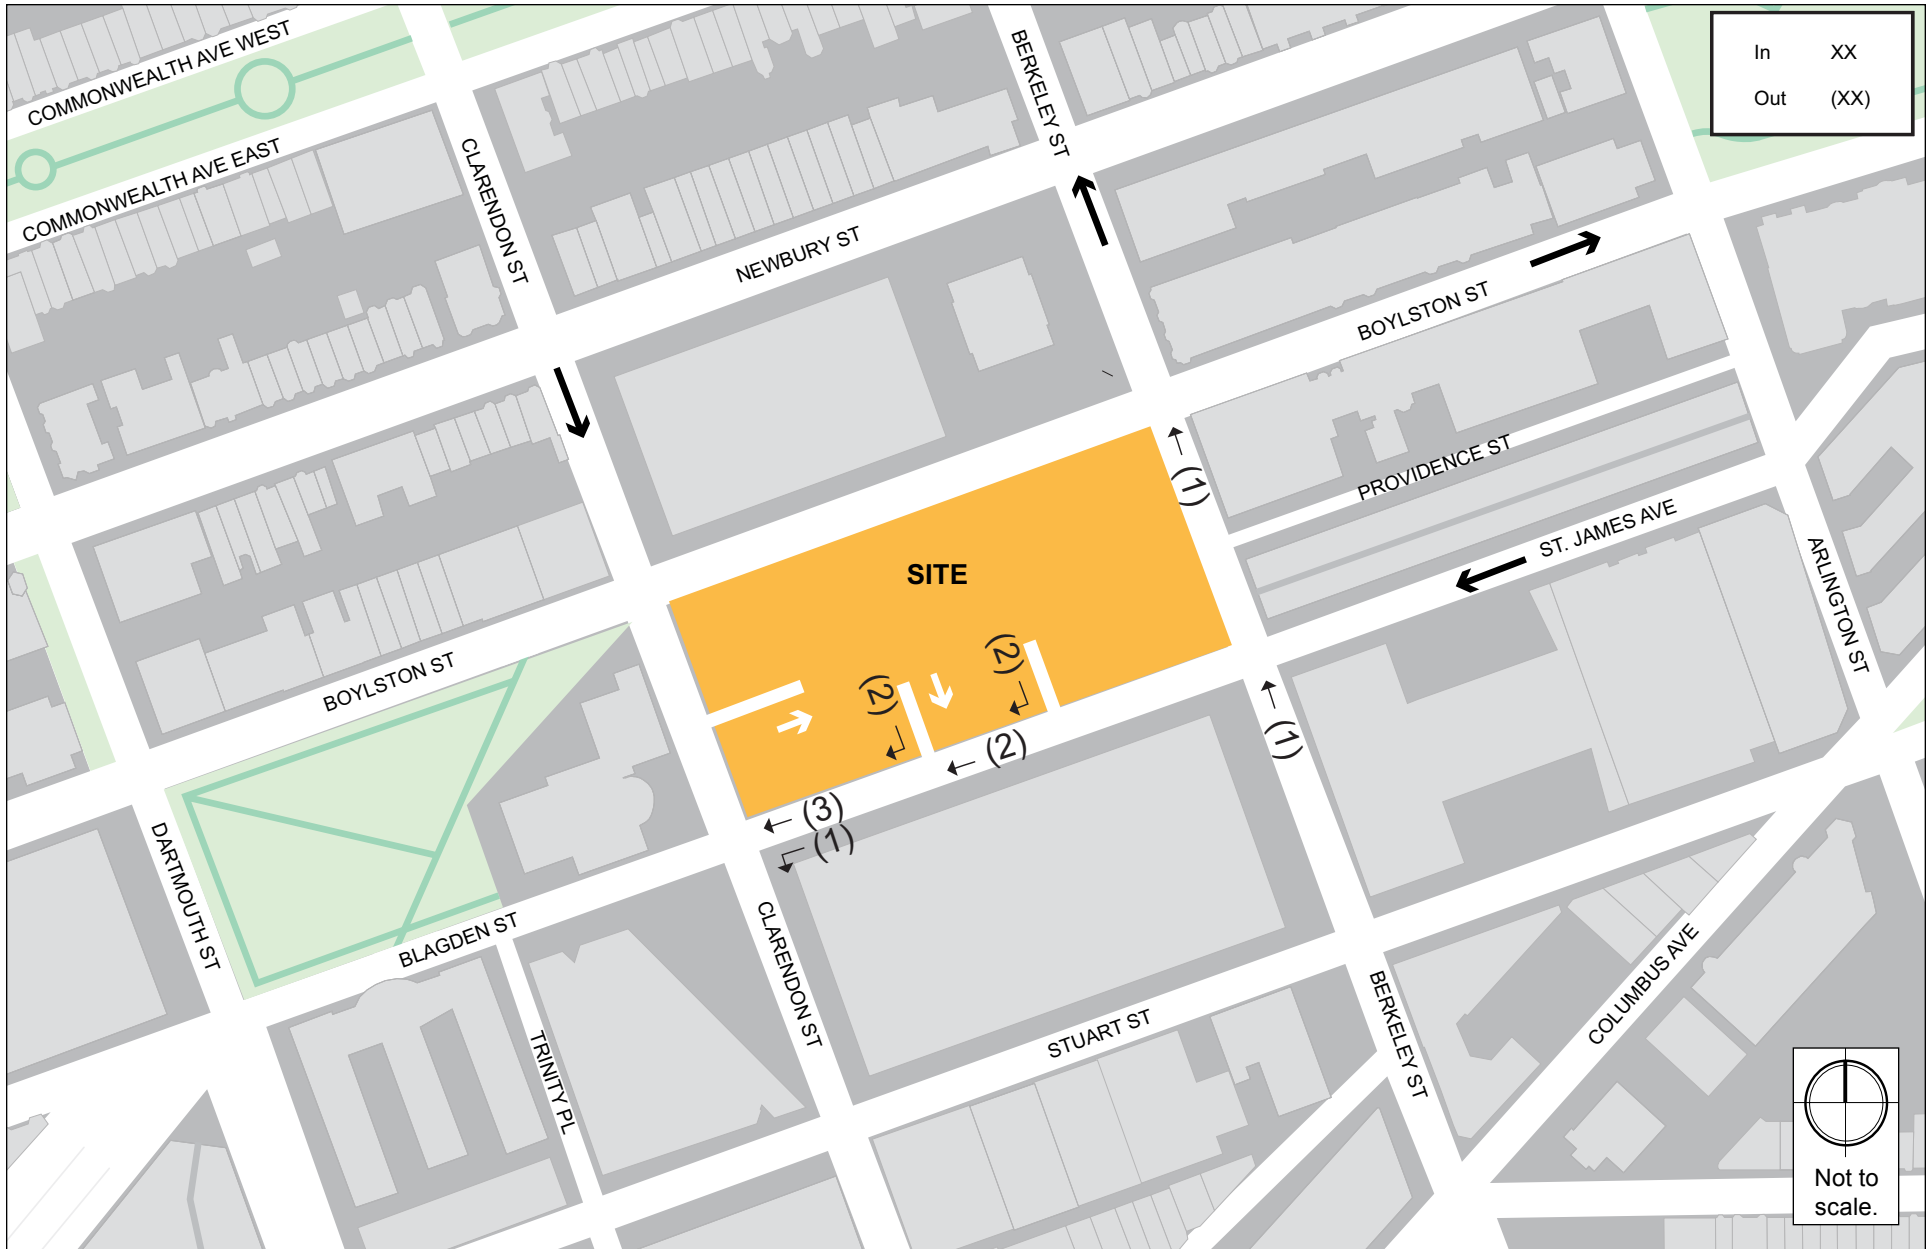 COMMONWEALTH AVE WEST
BERKELEY ST
In XX
Out (XX)
COMMONWEALTH AVE EAST
CLARENDON ST
NEWBURY ST
BOYLSTON ST
PROVIDENCE ST
(1)
ST. JAMES AVE
SITE
ARLINGTON ST
BOYLSTON ST
(2)
(2)
(2)
(1)
(3)
(1)
DARTMOUTH ST
BLAGDEN ST
CLARENDON ST
COLUMBUS AVE
STUART ST
BERKELEY ST
TRINITY PL
Not to
scale.